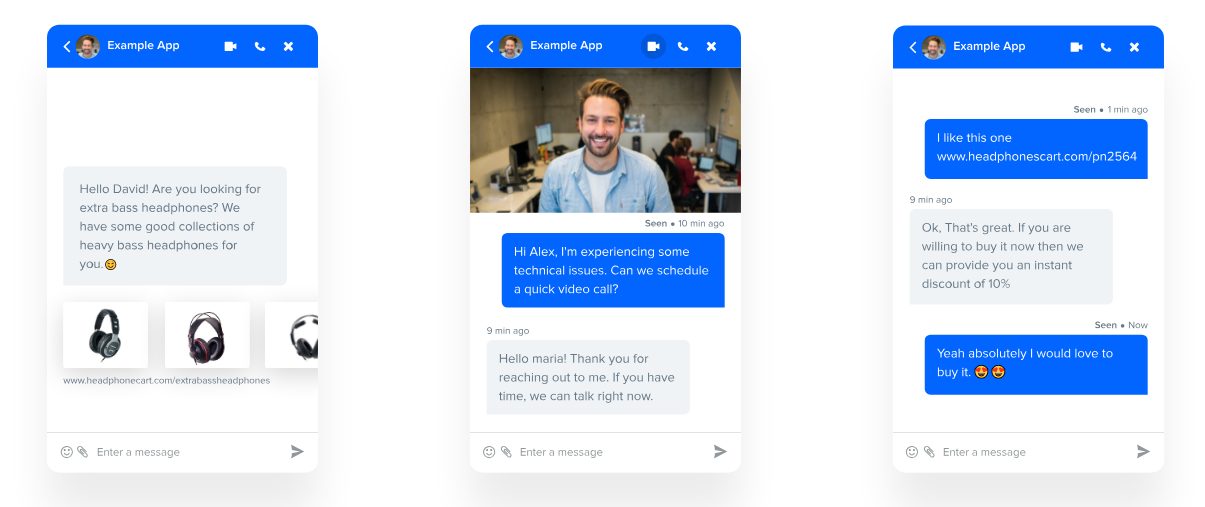 Example App
Hello David! Are you looking for
extra bass headphones? We
have some good collections of
heavy bass headphones for
you.😊
www.headphonecart.com/extrabassheadphones
Enter a message
Example App
Seen • 10 min ago
Hi Alex, I'm experiencing some
technical issues. Can we schedule
a quick video call?
9 min ago
Hello maria! Thank you for
reaching out to me. If you have
time, we can talk right now.
Enter a message
Example App
Seen • 1 min ago
I like this one
www.headphonescart.com/pn2564
9 min ago
Ok, That's great. If you are
willing to buy it now then we
can provide you an instant
discount of 10%
Seen • Now
Yeah absolutely I would love to
buy it. 😍 😍
Enter a message